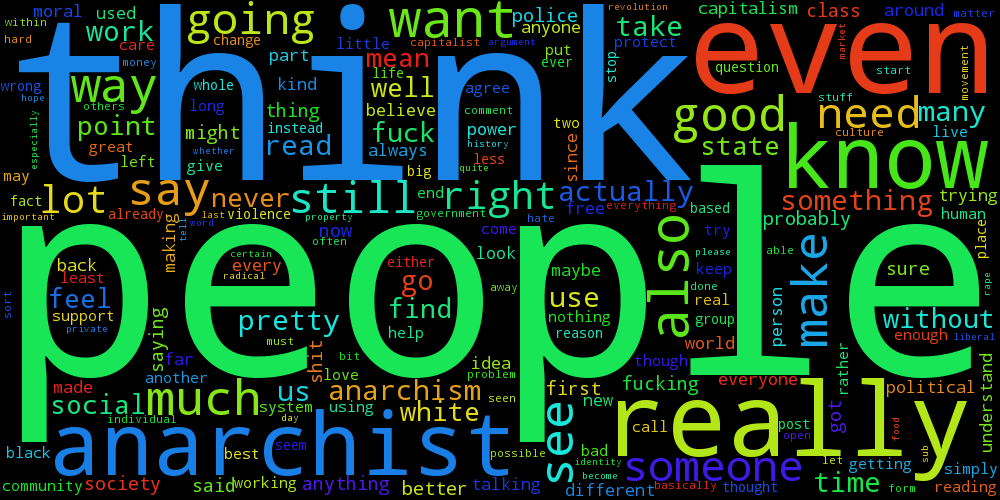 think
people
even
know
really
anarchist
going
want
way
work
used
moral
within
hard
care
change
money
wrong
hope
others
whole
point
great
left
long
might
give
whether
especially
may
fact
important
lot
say
already
never
last
word
tell
violence
still
property
often
now
end
government
right
come
hate
actually
free
everything
something
based
try
probably
trying
human
place
able
please
keep
done
real
group
also
make
person
without
enough
liberal
rape
sure
part
little
capitalist
argument
mean
life
well
believe
agree
comment
kind
thing
instead
read
fuck
always
power
history
less
big
quite
two
since
police
anyone
put
ever
revolution
stop
protect
take
capitalism
class
around
matter
question
market
start
movement
good
need
many
stuff
culture
live
state
making
back
least
feel
support
private
sort
every
certain
radical
either
go
find
help
look
away
maybe
use
nothing
reason
world
though
everyone
rather
political
understand
pretty
must
shit
saying
far
another
made
social
individual
much
system
us
day
using
bit
love
anarchism
idea
problem
seen
white
first
new
fucking
call
post
open
got
let
food
sub
see
someone
bad
identity
become
different
basically
thought
time
getting
form
simply
reading
black
community
society
said
best
working
seem
anything
better
talking
possible